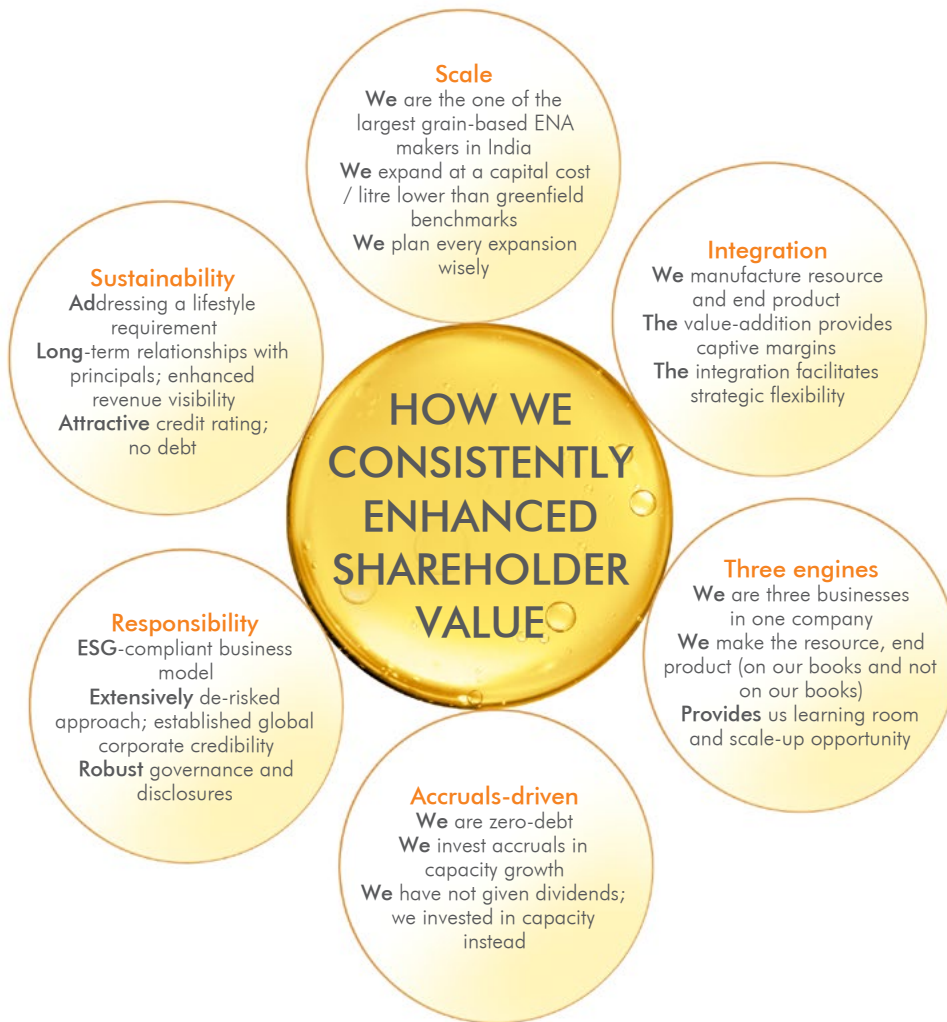 Scale
We are the one of the
largest grain-based ENA
makers in India
We expand at a capital cost
/ litre lower than greenfield
benchmarks
We plan every expansion
wisely
Integration
We manufacture resource
and end product
The value-addition provides
captive margins
The integration facilitates
strategic flexibility
Three engines
We are three businesses
in one company
We make the resource, end
product (on our books and not
on our books)
Provides us learning room
and scale-up opportunity
Accruals-driven
We are zero-debt
We invest accruals in
capacity growth
We have not given dividends;
we invested in capacity
instead
Responsibility
ESG-compliant business
model
Extensively de-risked
approach; established global
corporate credibility
Robust governance and
disclosures
Sustainability
Addressing a lifestyle
requirement
Long-term relationships with
principals; enhanced
revenue visibility
Attractive credit rating;
no debt
HOW WE
CONSISTENTLY
ENHANCED
SHAREHOLDER
VALUE